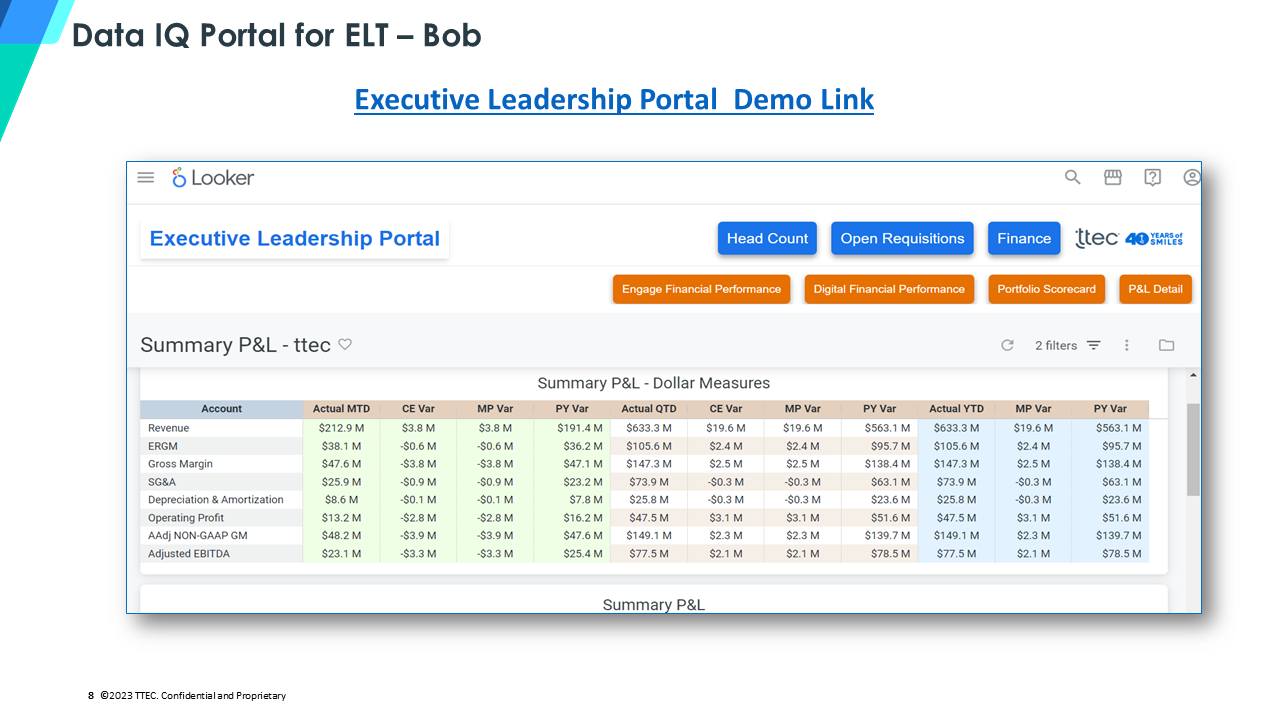 Data IQ Portal for ELT – Bob
Executive Leadership Portal  Demo Link
Looker
Executive Leadership Portal
Head Count Open Requisitions Finance ttec 40 YEARS of SMILES
Engage Financial Performance Digital Financial Performance Portfolio Scorecard P&L Detail
Summary P&L - ttec 2 filters
Summary P&L - Dollar Measures
Account Actual MTD CE Var MP Var PY Var Actual QTD CE Var MP Var PY Var Actual YTD MP Var PY Var
Revenue $212.9 M $3.8 M $3.8 M $191.4 M $633.3 M $19.6 M $19.6 M $563.1 M $633.3 M $19.6 M $563.1 M
ERGM $38.1 M -$0.6 M -$0.6 M $36.2 M $105.6 M $2.4 M $2.4 M $95.7 M $105.6 M $2.4 M $95.7 M
Gross Margin $47.6 M -$3.8 M -$3.8 M $47.1 M $147.3 M $2.5 M $2.5 M $138.4 M $147.3 M $2.5 M $138.4 M
SG&A $25.9 M -$0.9 M -$0.9 M $23.2 M $73.9 M -$0.3 M -$0.3 M $63.1 M $73.9 M -$0.3 M $63.1 M
Depreciation & Amortization $8.6 M -$0.1 M -$0.1 M $7.8 M $25.8 M -$0.3 M -$0.3 M $23.6 M $25.8 M -$0.3 M $23.6 M
Operating Profit $13.2 M -$2.8 M -$2.8 M $16.2 M $47.5 M $3.1 M $3.1 M $51.6 M $47.5 M $3.1 M $51.6 M
AAdj NON-GAAP GM $48.2 M -$3.9 M -$3.9 M $47.6 M $149.1 M $2.3 M $2.3 M $139.7 M $149.1 M $2.3 M $139.7 M
Adjusted EBITDA $23.1 M -$3.3 M -$3.3 M $25.4 M $77.5 M $2.1 M $2.1 M $78.5 M $77.5 M $2.1 M $78.5 M
Summary P&L
8 ©2023 TTEC. Confidential and Proprietary